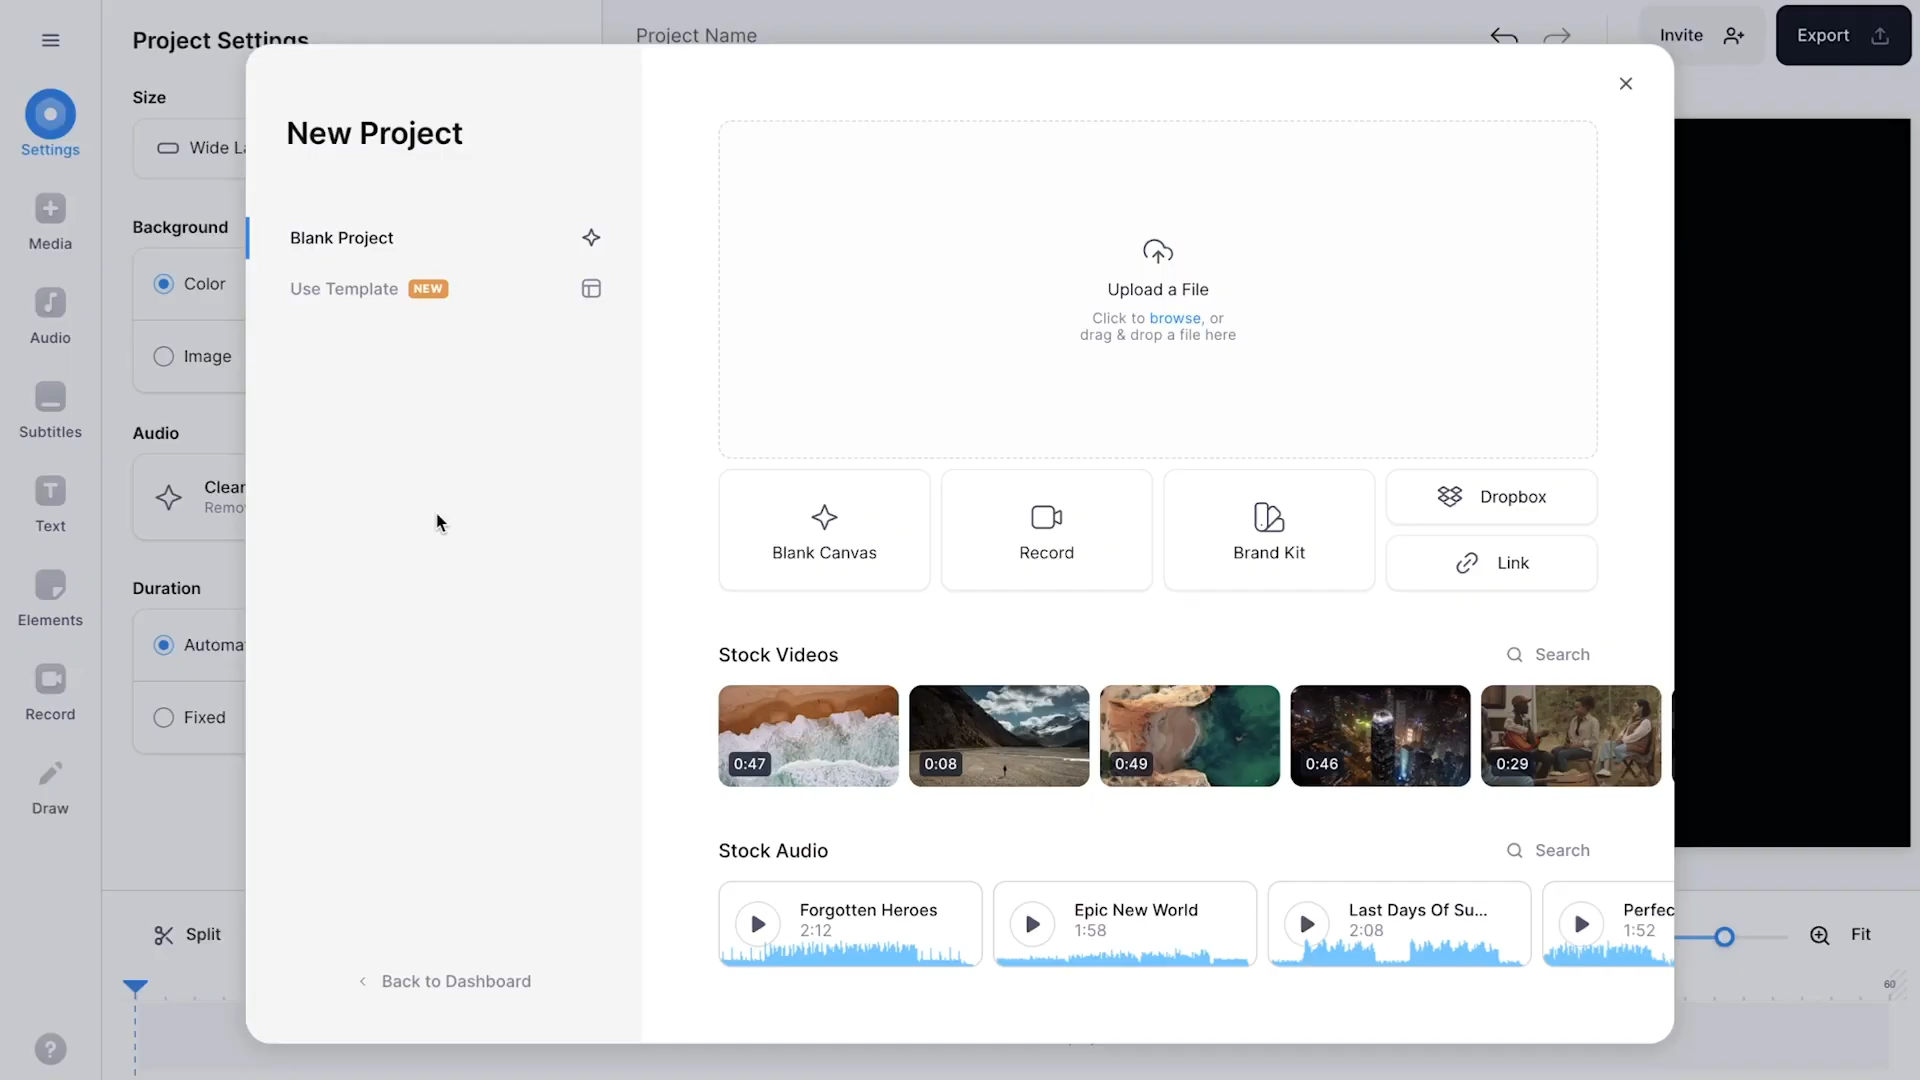 Project Settings
Project Name
Invite
Export
Settings
Media
Audio
Subtitles
Text
Elements
Record
Draw
?
Size
Wide La
Background
Color
Image
Audio
Clear
Remo
Duration
Automa
Fixed
Split
New Project
Blank Project
Use Template NEW
Back to Dashboard
Upload a File
Click to browse, or
drag & drop a file here
Blank Canvas
Record
Brand Kit
Dropbox
Link
Stock Videos
Search
0:47
0:08
0:49
0:46
0:29
Stock Audio
Search
Forgotten Heroes
2:12
Epic New World
1:58
Last Days Of Su...
2:08
Perfec
1:52
Fit
60